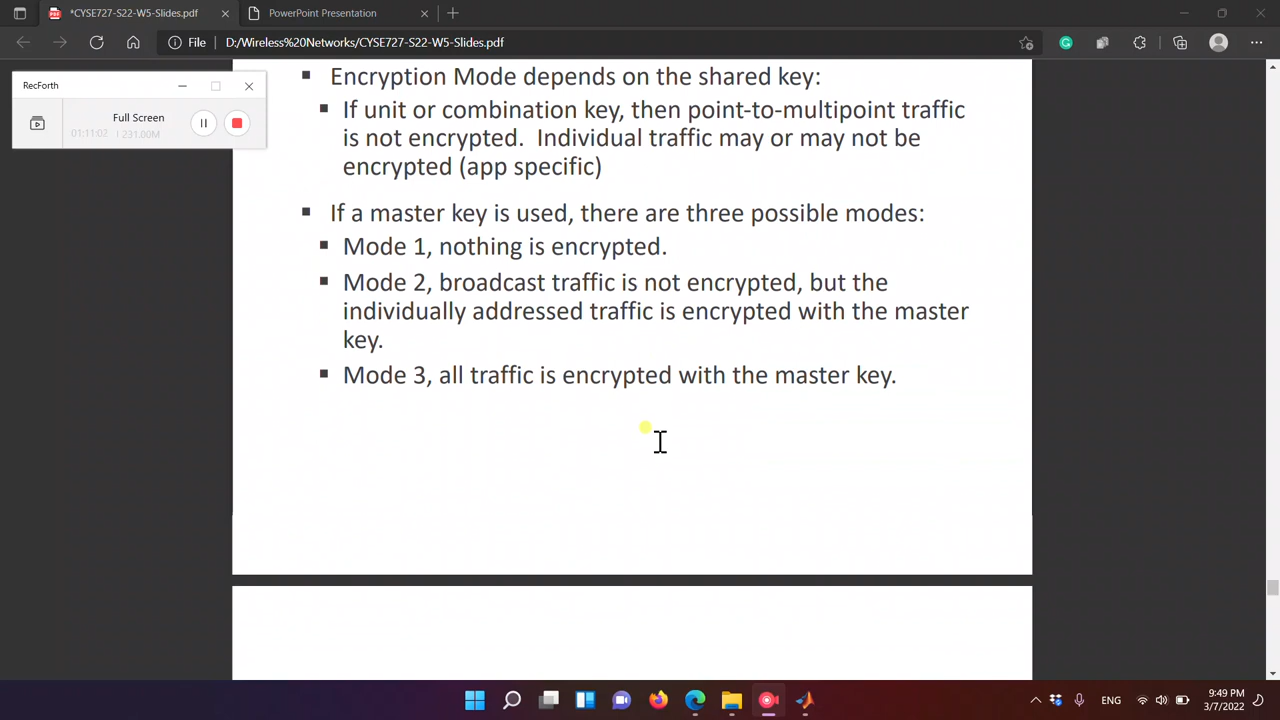 *CYSE727-S22-W5-Slides.pdf
PowerPoint Presentation
File
D:/Wireless%20Networks/CYSE727-S22-W5-Slides.pdf
RecForth
Full Screen
01:11:02 | 231.00M
▪ Encryption Mode depends on the shared key:
▪ If unit or combination key, then point-to-multipoint traffic
is not encrypted.  Individual traffic may or may not be
encrypted (app specific)
▪ If a master key is used, there are three possible modes:
▪ Mode 1, nothing is encrypted.
▪ Mode 2, broadcast traffic is not encrypted, but the
individually addressed traffic is encrypted with the master
key.
▪ Mode 3, all traffic is encrypted with the master key.
ENG
9:49 PM
3/7/2022